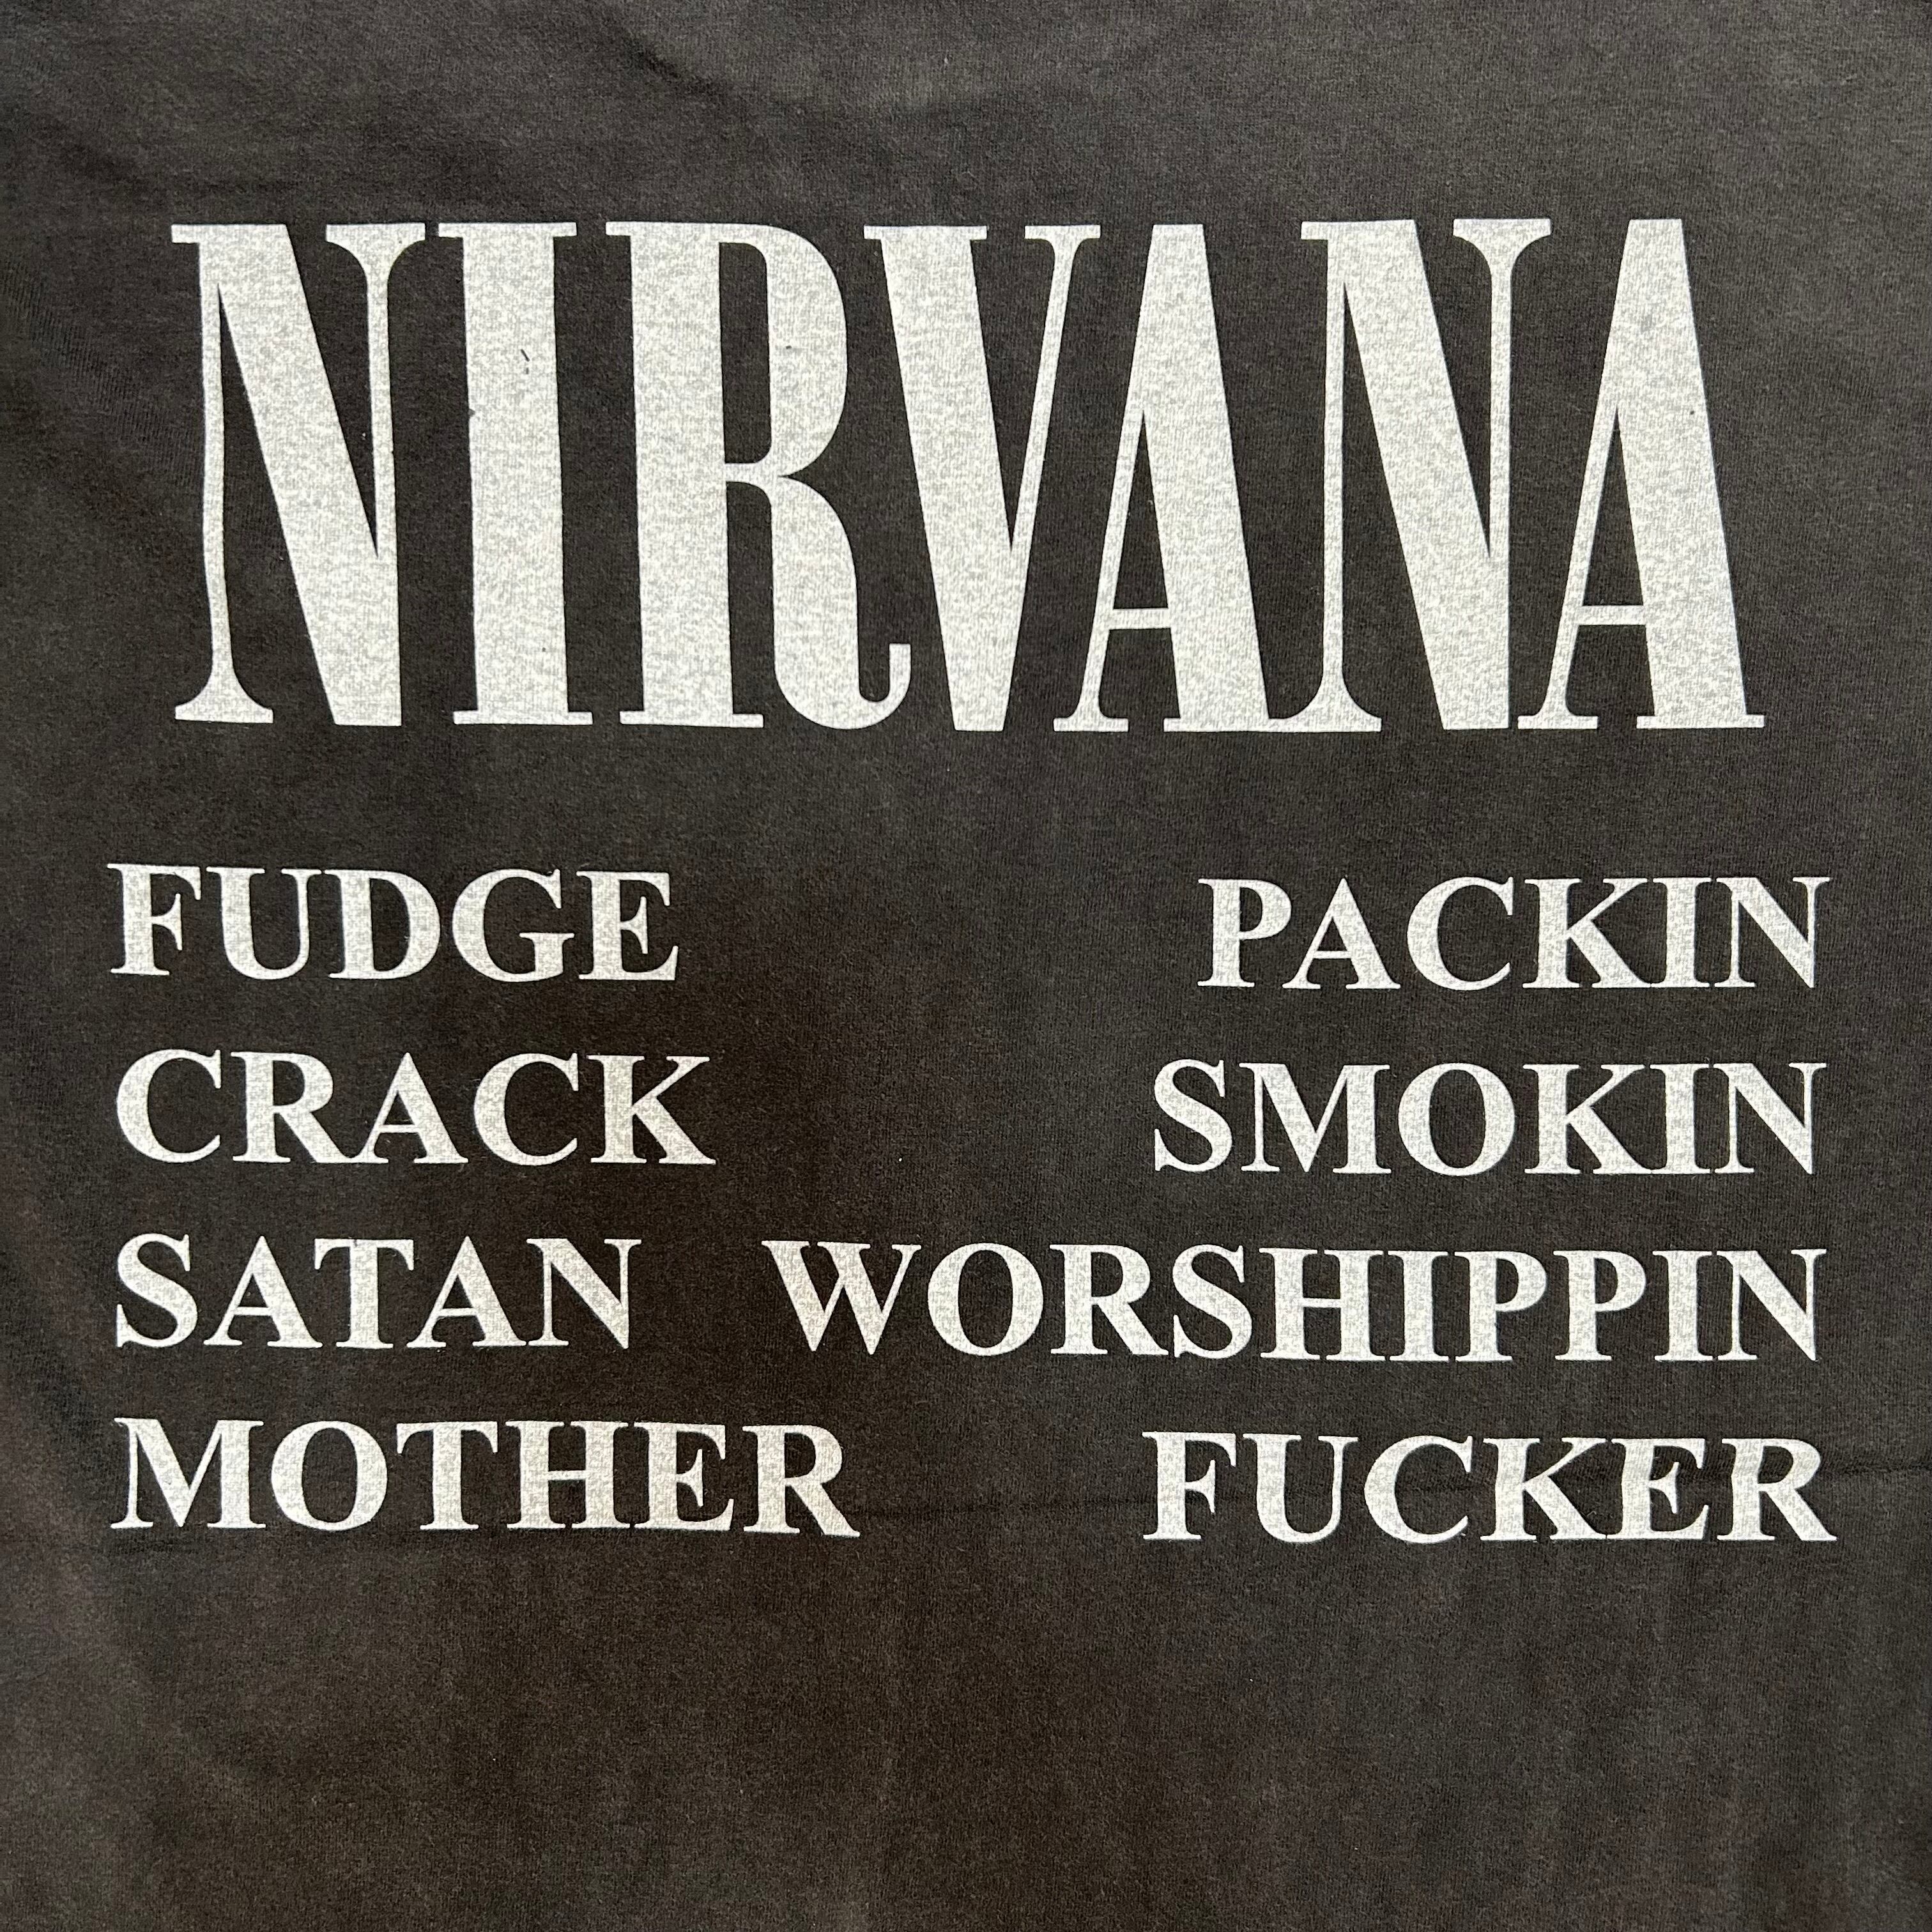 NIRVANA
FUDGE PACKIN
CRACK SMOKIN
SATAN WORSHIPPIN
MOTHER FUCKER